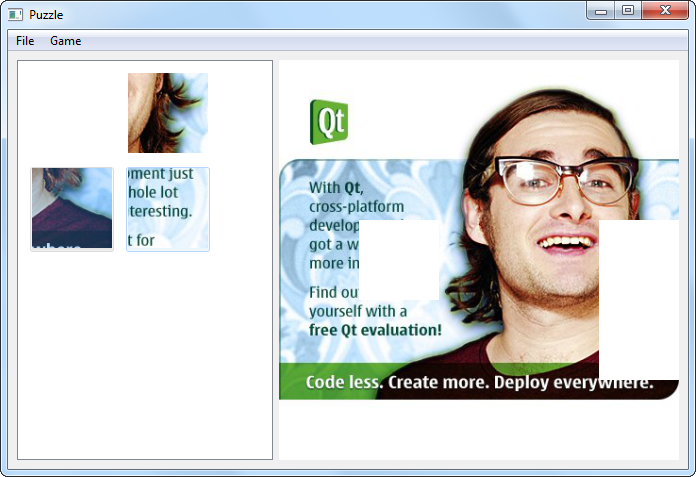 Puzzle
File Game
oment just
hole lot
teresting.
t for
where
Qt
With Qt,
cross-platform
develop
got a w
more in
Find ou
yourself with a
free Qt evaluation!
Code less. Create more. Deploy everywhere.